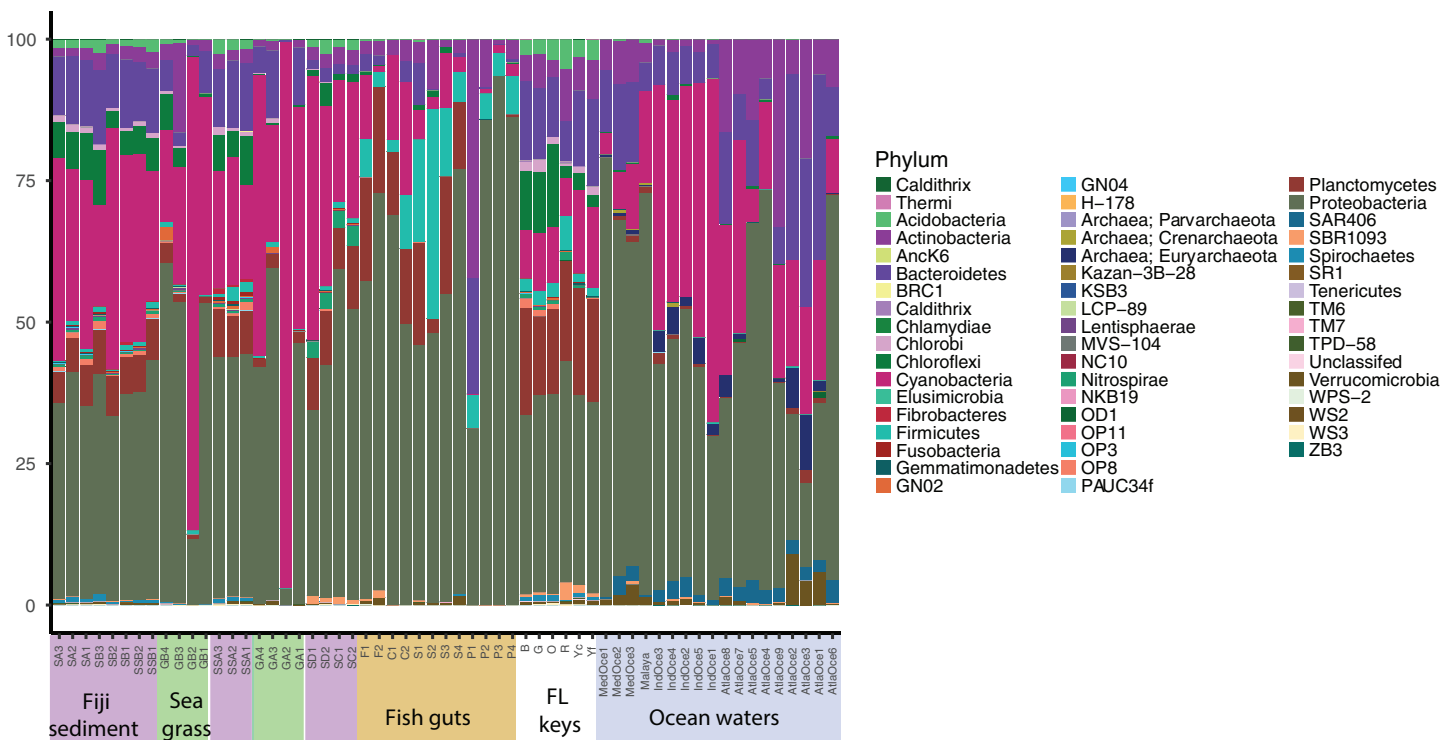 100
75
50
25
0
SA3
SA2
SA1
SB3
SB2
SB1
SSB2
SSB1
GB4
GB3
GB2
GB1
SSA3
SSA2
SSA1
GA4
GA3
GA2
GA1
SD1
SD2
SC1
SC2
F1
F2
C1
C2
S1
S2
S3
S4
P1
P2
P3
P4
B
G
O
R
Yc
Yf
MedOce1
MedOce2
MedOce3
Malaya
IndOce3
IndOce4
IndOce2
IndOce5
IndOce1
AtlaOce8
AtlaOce7
AtlaOce5
AtlaOce4
AtlaOce9
AtlaOce2
AtlaOce3
AtlaOce1
AtlaOce6
Fiji
sediment
Sea
grass
Fish guts
FL
keys
Ocean waters
Phylum
Caldithrix
Thermi
Acidobacteria
Actinobacteria
AncK6
Bacteroidetes
BRC1
Caldithrix
Chlamydiae
Chlorobi
Chloroflexi
Cyanobacteria
Elusimicrobia
Fibrobacteres
Firmicutes
Fusobacteria
Gemmatimonadetes
GN02
GN04
H−178
Archaea; Parvarchaeota
Archaea; Crenarchaeota
Archaea; Euryarchaeota
Kazan−3B−28
KSB3
LCP−89
Lentisphaerae
MVS−104
NC10
Nitrospirae
NKB19
OD1
OP11
OP3
OP8
PAUC34f
Planctomycetes
Proteobacteria
SAR406
SBR1093
Spirochaetes
SR1
Tenericutes
TM6
TM7
TPD−58
Unclassifed
Verrucomicrobia
WPS−2
WS2
WS3
ZB3